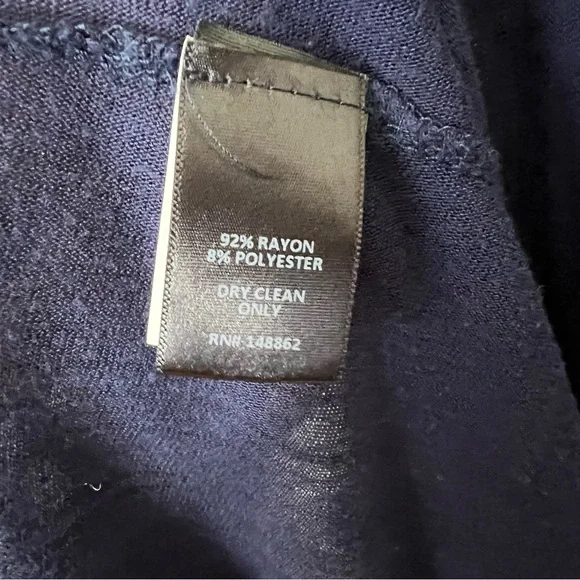 92% RAYON
8% POLYESTER
DRY CLEAN
ONLY
RN# 148862